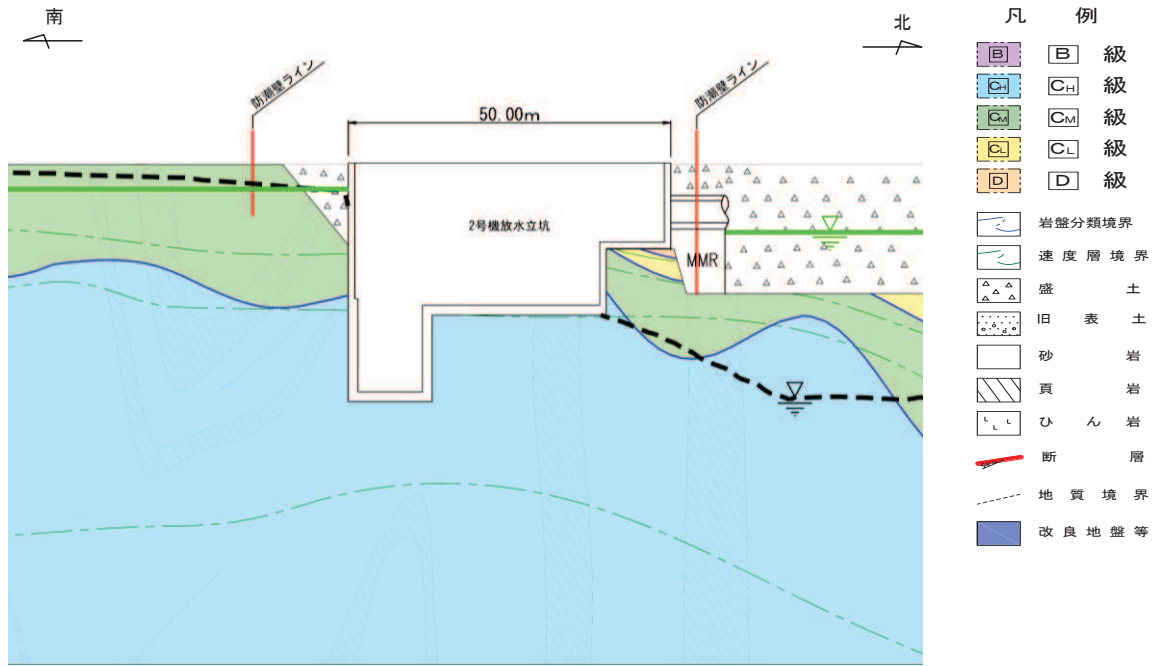 南
北
防潮壁ライン
50.00m
防潮壁ライン
2号機放水立坑
MMR
凡 例
B B 級
CH CH 級
CM CM 級
CL CL 級
D D 級
岩盤分類境界
速度層境界
盛土
旧表土
砂岩
頁岩
ひん岩
断層
地質境界
改良地盤等